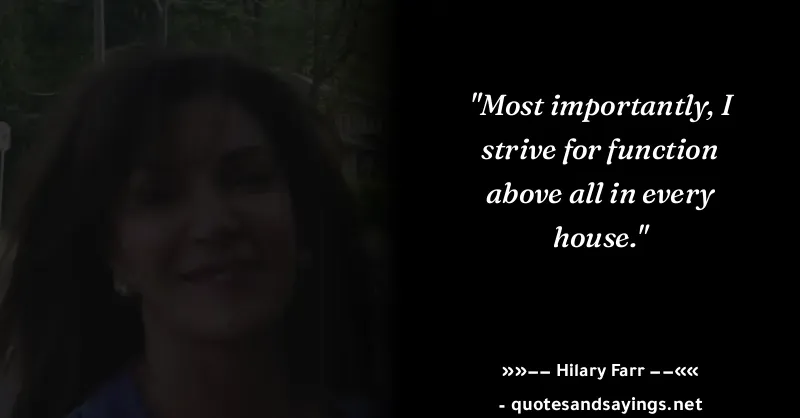 "Most importantly, I
strive for function
above all in every
house."
»»−− Hilary Farr −−««
- quotesandsayings.net